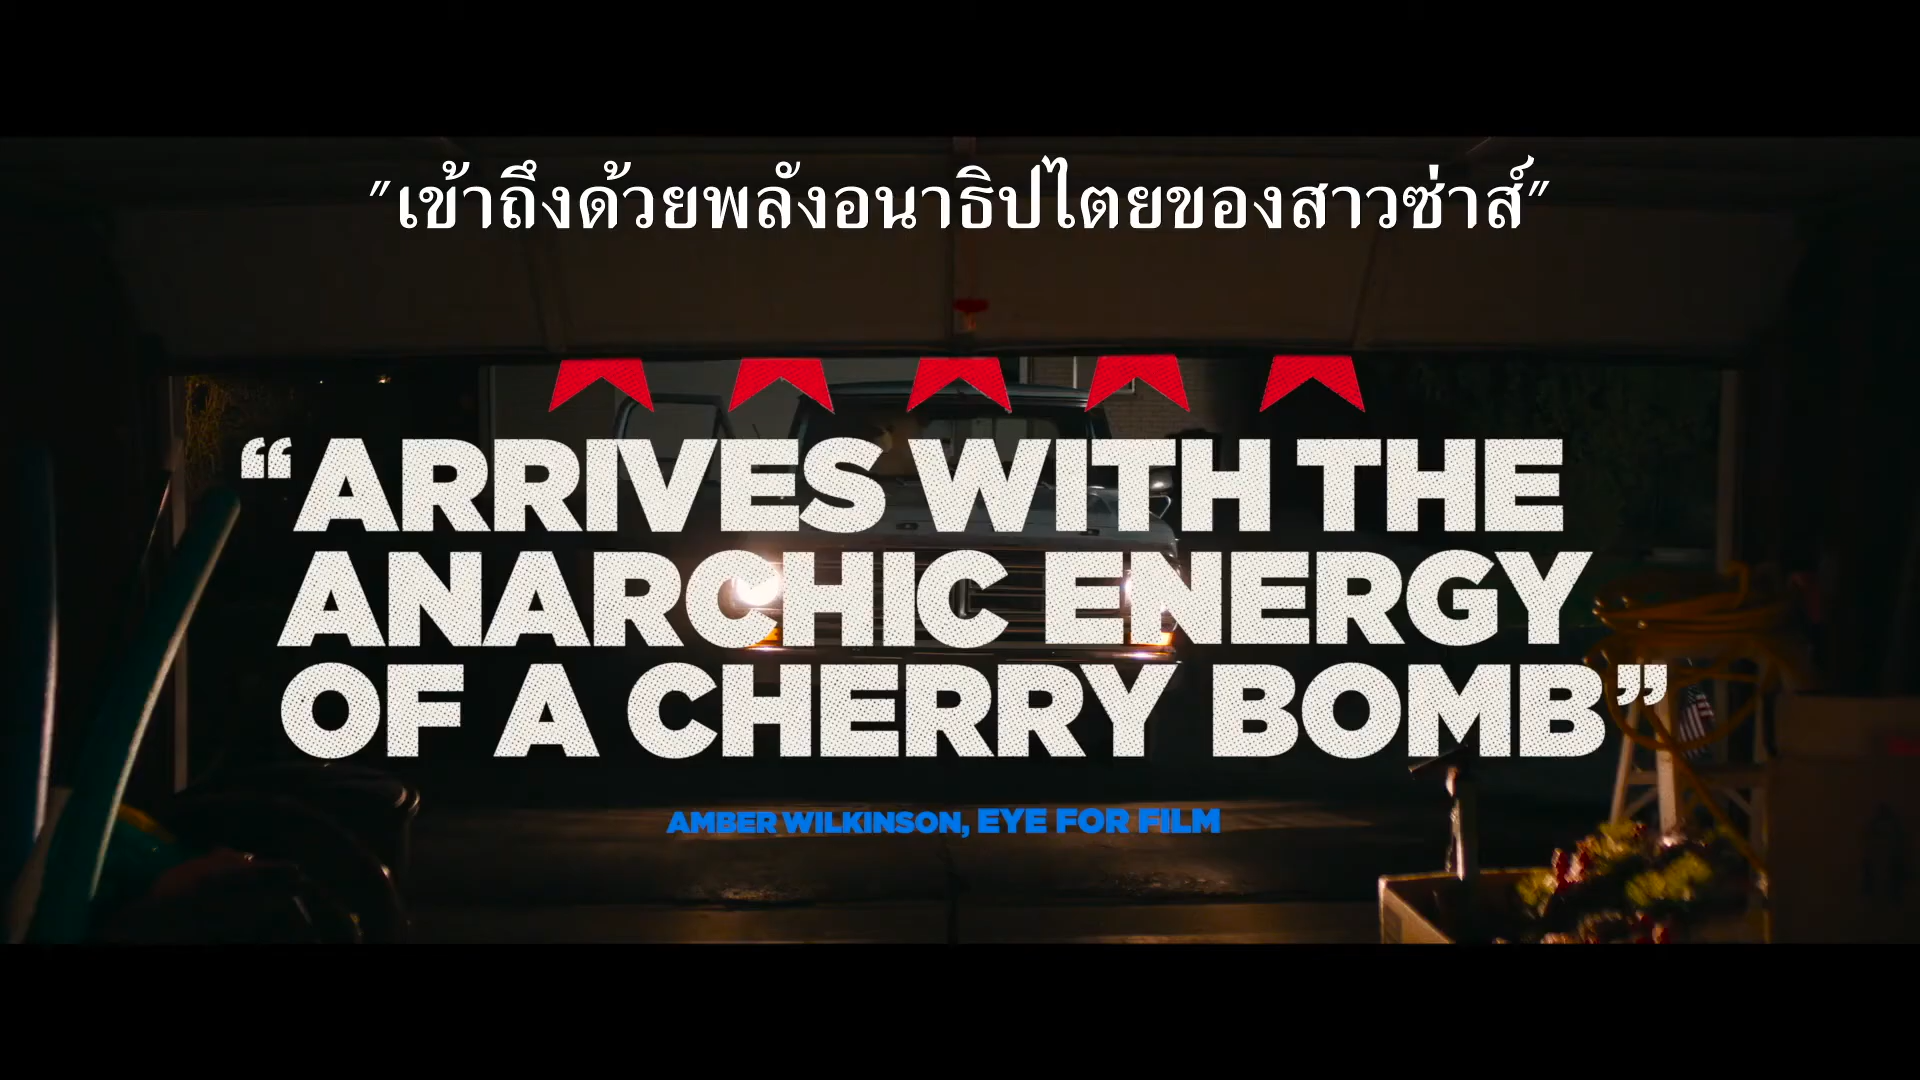 "เข้าถึงด้วยพลังอนาธิปไตยของสาวซ่าส์"
“ARRIVES WITH THE
ANARCHIC ENERGY
OF A CHERRY BOMB”
AMBER WILKINSON, EYE FOR FILM